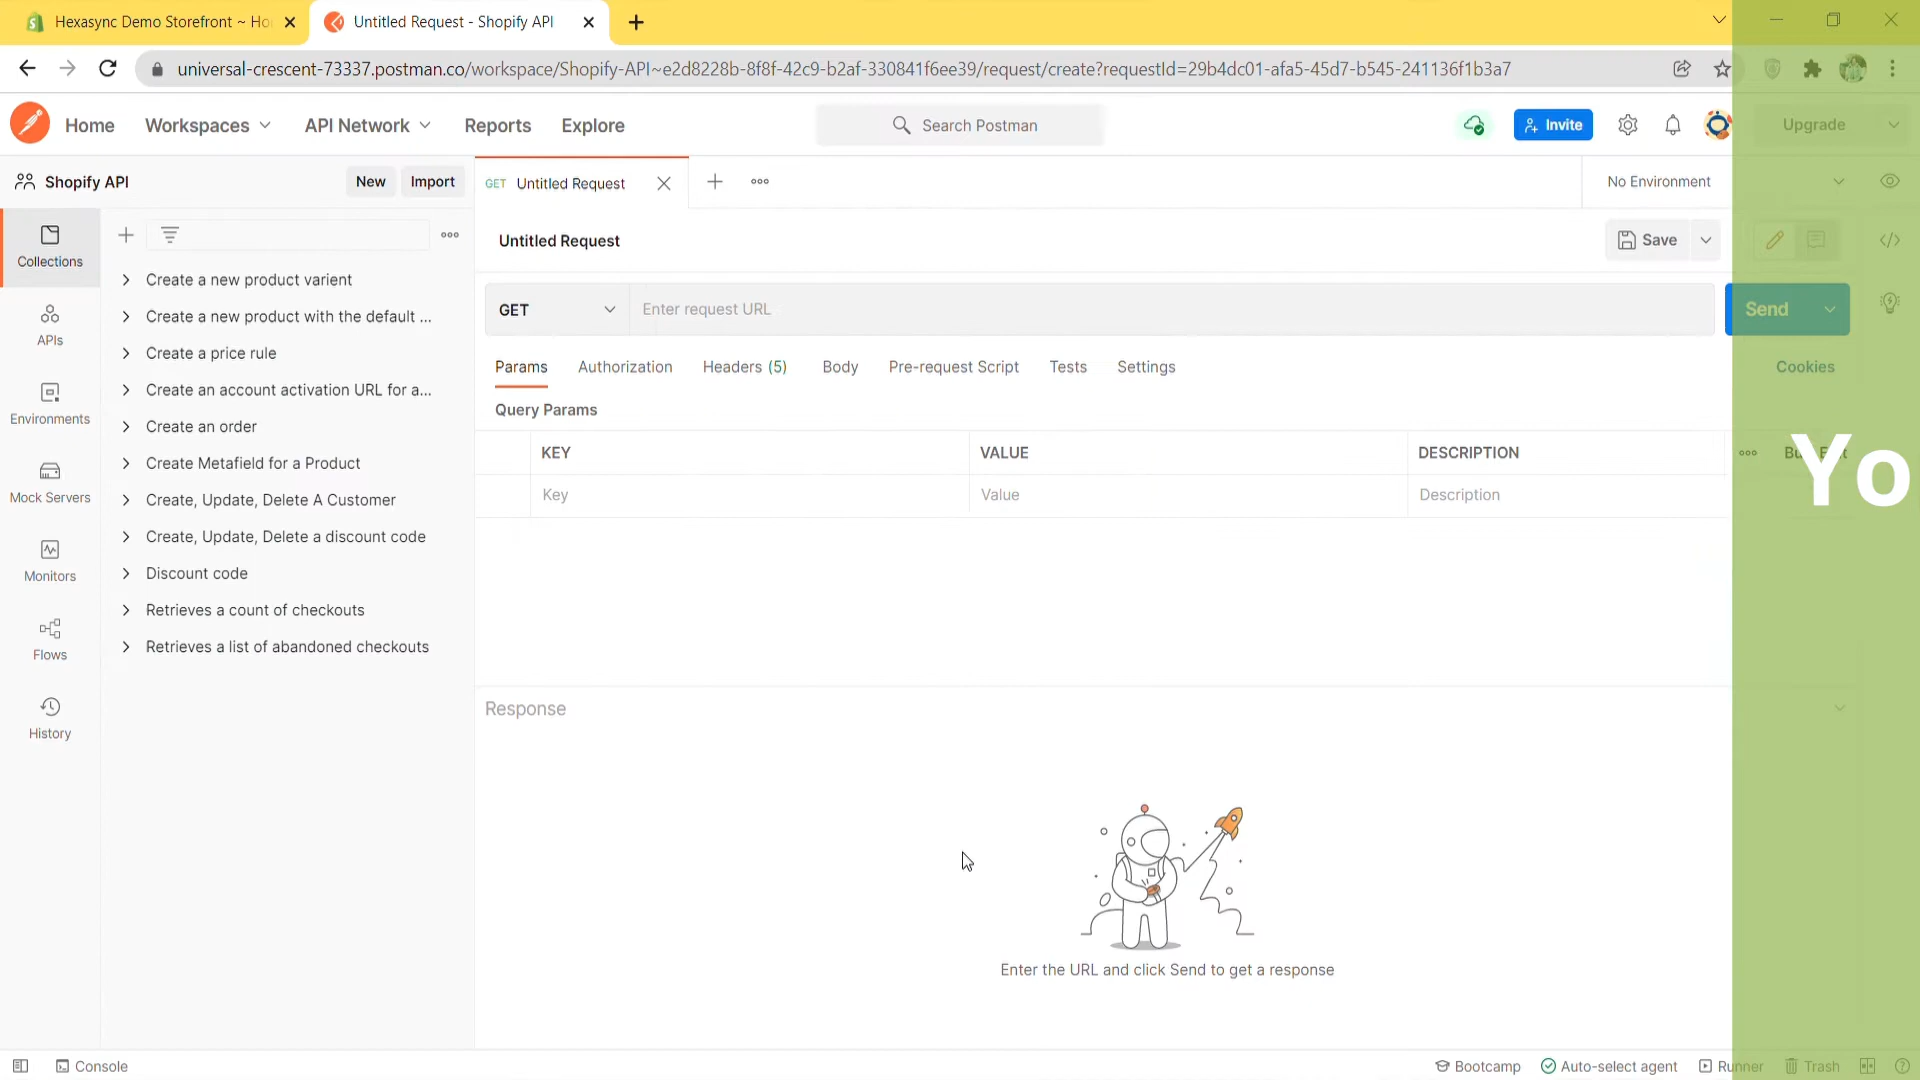 Hexasync Demo Storefront ~ Ho
Untitled Request - Shopify API
universal-crescent-73337.postman.co/workspace/Shopify-API~e2d8228b-8f8f-42c9-b2af-330841f6ee39/request/create?requestId=29b4dc01-afa5-45d7-b545-241136f1b3a7
Home
Workspaces
API Network
Reports
Explore
Search Postman
Invite
Upgrade
Shopify API
New
Import
GET Untitled Request
No Environment
Collections
APIs
Environments
Mock Servers
Monitors
Flows
History
Create a new product varient
Create a new product with the default ...
Create a price rule
Create an account activation URL for a...
Create an order
Create Metafield for a Product
Create, Update, Delete A Customer
Create, Update, Delete a discount code
Discount code
Retrieves a count of checkouts
Retrieves a list of abandoned checkouts
Untitled Request
Save
GET
Enter request URL
Send
Params
Authorization
Headers (5)
Body
Pre-request Script
Tests
Settings
Cookies
Query Params
KEY
VALUE
DESCRIPTION
Key
Value
Description
Yo
Response
Enter the URL and click Send to get a response
Console
Bootcamp
Auto-select agent
Runner
Trash